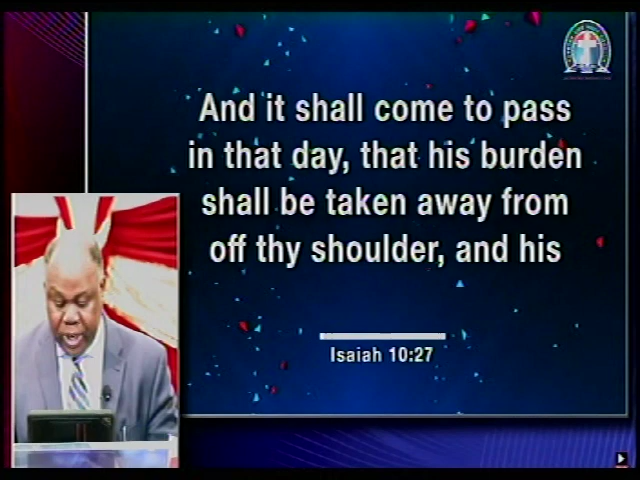 And it shall come to pass
in that day, that his burden
shall be taken away from
off thy shoulder, and his
Isaiah 10:27